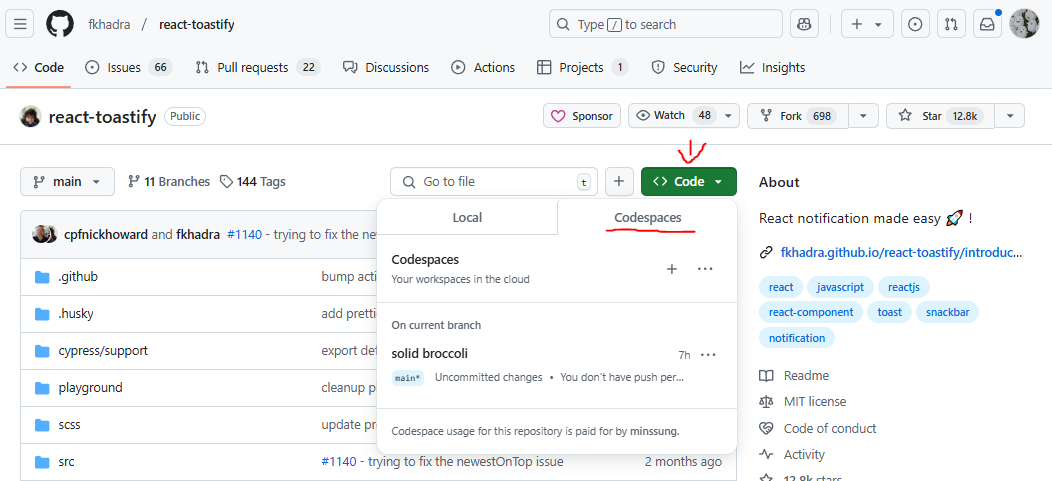 fkhadra / react-toastify
Type / to search
Code
Issues 66
Pull requests 22
Discussions
Actions
Projects 1
Security
Insights
react-toastify Public
Sponsor
Watch 48
Fork 698
Star 12.8k
main
11 Branches
144 Tags
Go to file t
Code
cpfnickhoward and fkhadra #1140 - trying to fix the new
.github bump action
.husky add pretti
cypress/support export def
playground cleanup p
scss update pr
src #1140 - trying to fix the newestOnTop issue 2 months ago
Local
Codespaces
Codespaces
Your workspaces in the cloud
On current branch
solid broccoli 7h
main* Uncommitted changes • You don't have push per...
Codespace usage for this repository is paid for by minssung.
About
React notification made easy 🚀 !
fkhadra.github.io/react-toastify/introduc...
react javascript reactjs
react-component toast snackbar
notification
Readme
MIT license
Code of conduct
Activity
12.8k stars